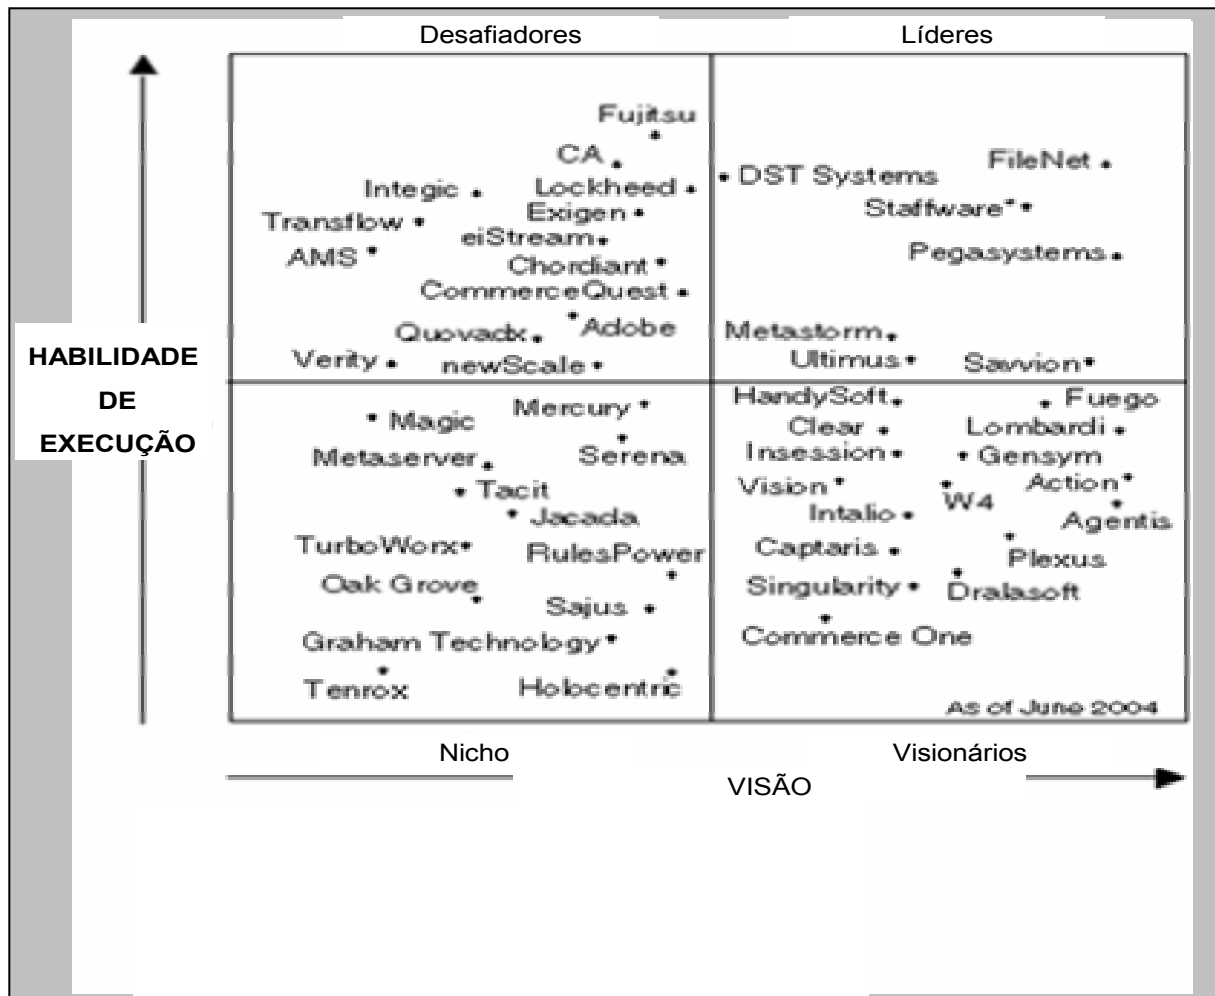 Desafiadores
Líderes
Fujitsu
CA
FileNet
DST Systems
Integic
Lockheed
Staffware*
Transflow
Exigen
eiStream
AMS
Chordiant
Pegasystems
CommerceQuest
Quovadx
Adobe
Metastorm
Verity
newScale
Ultimus
Savvion
HABILIDADE
DE
EXECUÇÃO
Magic
Mercury
HandySoft
Fuego
Clear
Lombardi
Metaserver
Serena
Insession
Gensym
Tacit
Vision
W4
Action
Jacada
Intalio
Agentis
TurboWorx
RulesPower
Captaris
Plexus
Oak Grove
Sajus
Singularity
Dralasoft
Graham Technology
Commerce One
Tenrox
Holocentric
As of June 2004
Nicho
Visionários
VISÃO